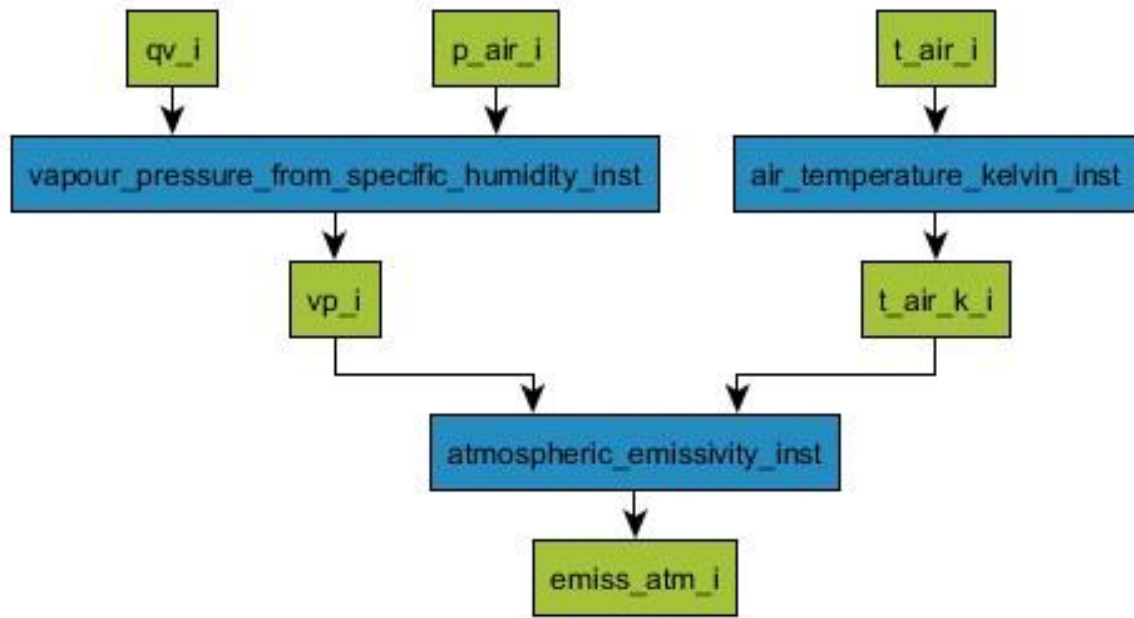 qv_i
p_air_i
t_air_i
vapour_pressure_from_specific_humidity_inst
air_temperature_kelvin_inst
vp_i
t_air_k_i
atmospheric_emissivity_inst
emiss_atm_i